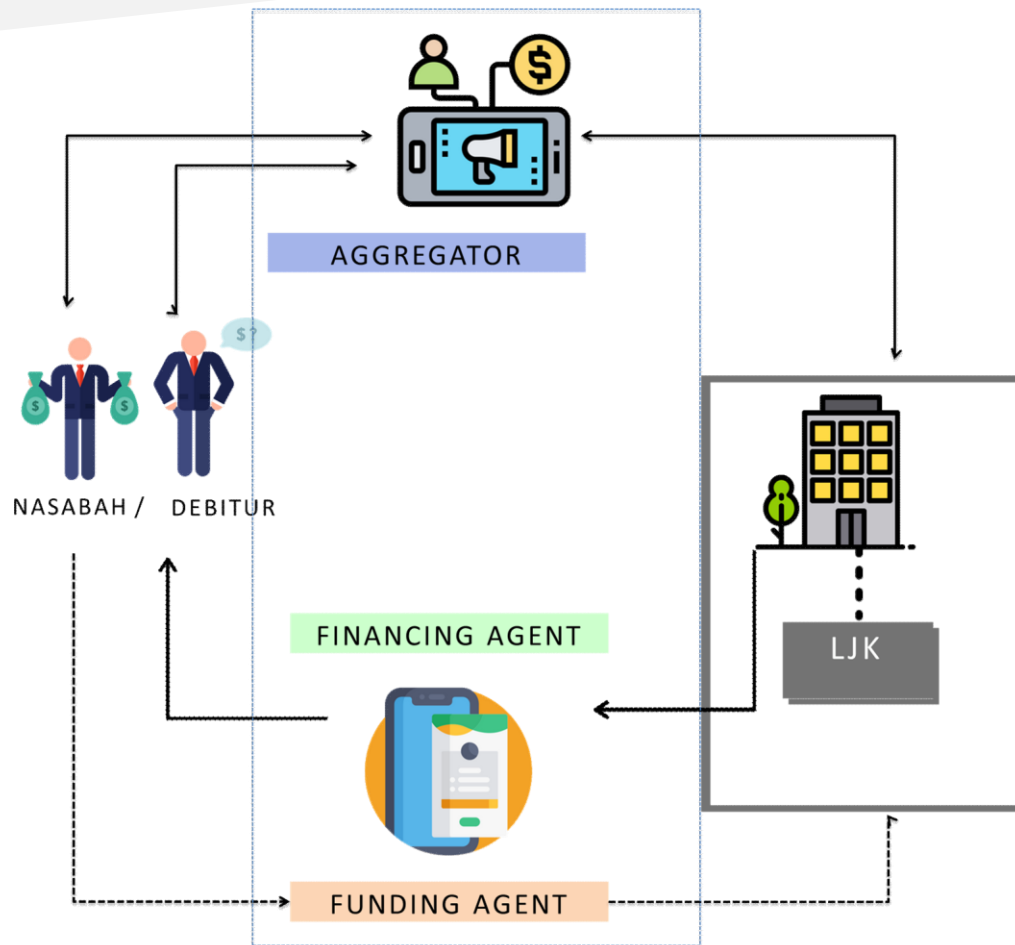 $
AGGREGATOR
$?
$ $
NASABAH / DEBITUR
FINANCING AGENT
LJK
FUNDING AGENT